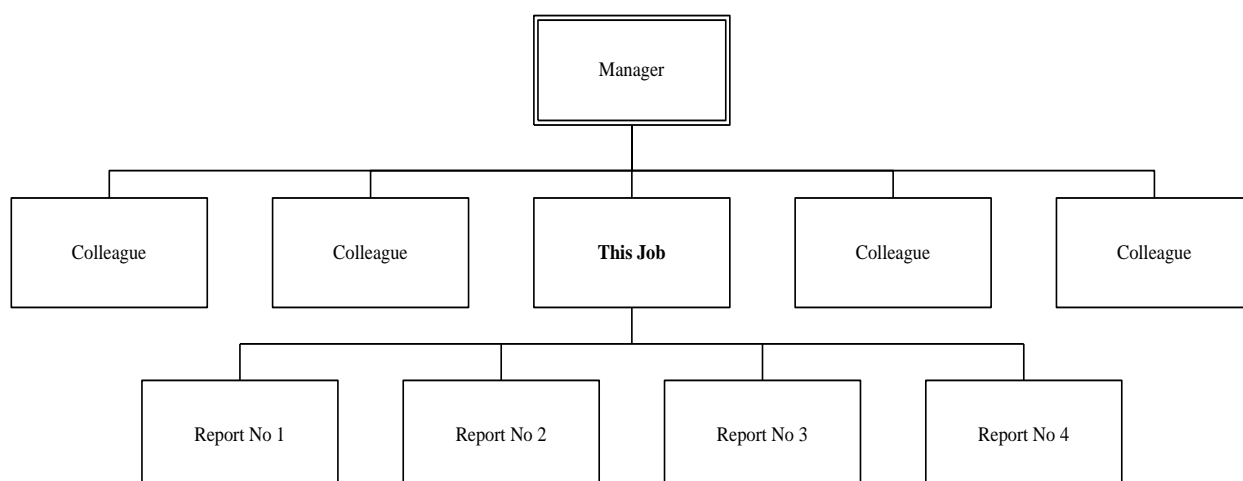 Manager
Colleague
Colleague
This Job
Colleague
Colleague
Report No 1
Report No 2
Report No 3
Report No 4